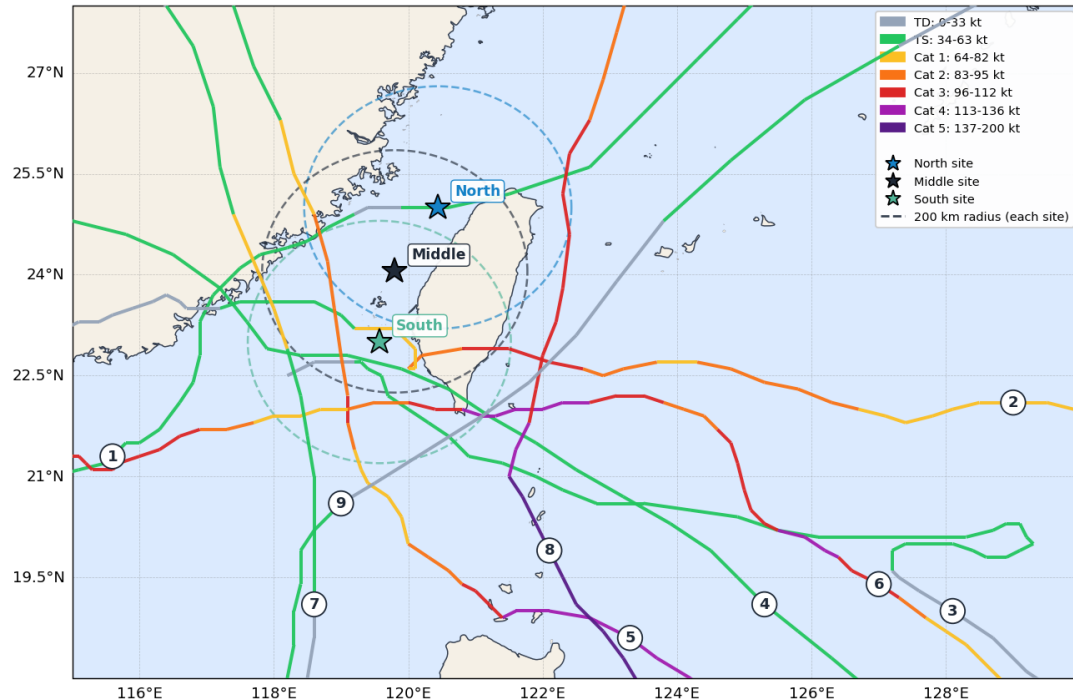 TD: 0-33 kt
TS: 34-63 kt
Cat 1: 64-82 kt
Cat 2: 83-95 kt
Cat 3: 96-112 kt
Cat 4: 113-136 kt
Cat 5: 137-200 kt
North site
Middle site
South site
200 km radius (each site)
27°N
25.5°N
24°N
22.5°N
21°N
19.5°N
North
Middle
South
2
1
9
8
7
6
3
4
5
116°E
118°E
120°E
122°E
124°E
126°E
128°E